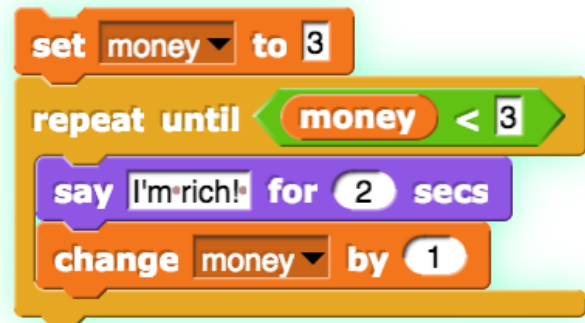 set money to 3
repeat until money < 3
say I'm rich! for 2 secs
change money by 1